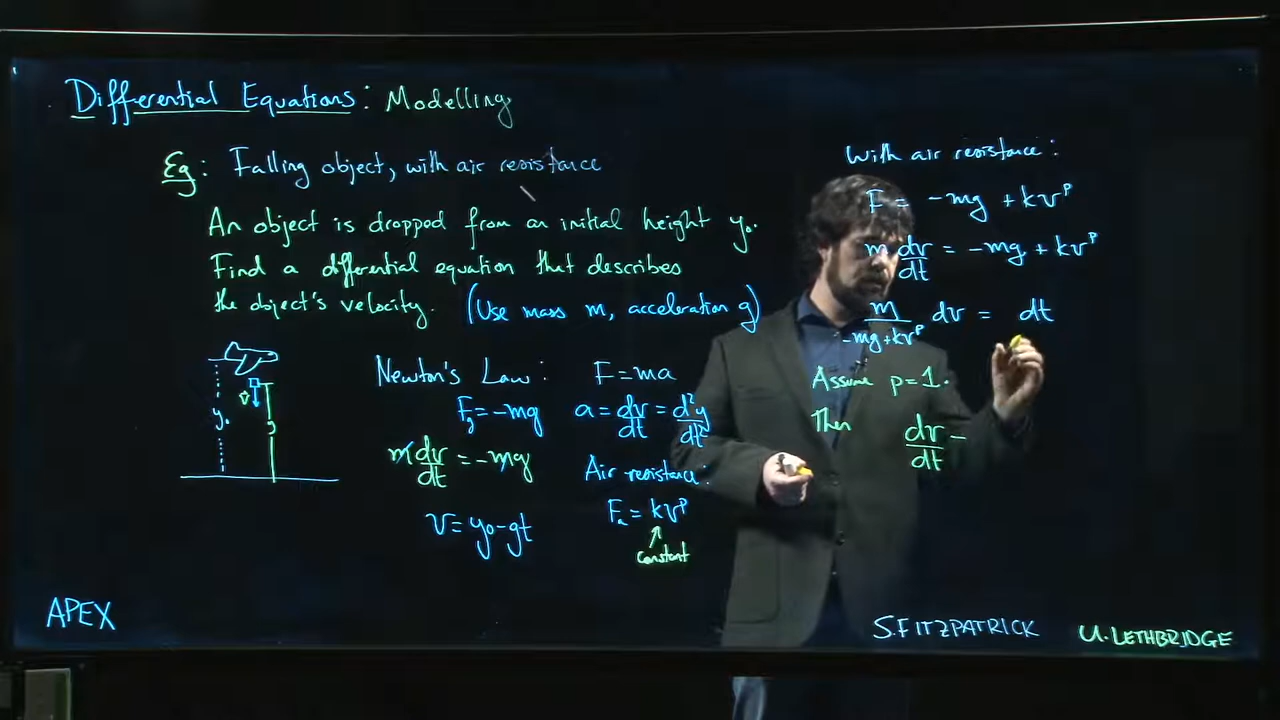 Differential Equations: Modelling
Eg: Falling object, with air resistance
An object is dropped from an initial height y₀.
Find a differential equation that describes
the object's velocity. (Use mass m, acceleration g)
v
y₀
y
Newton's Law: F=ma
F_g=-mg a=dv/dt=d²y/dt²
m dv/dt=-mg
v=y₀-gt
Air resistance:
Fₐ=kv^p
↑
constant
With air resistance:
F=-mg+kv^p
m dv/dt=-mg+kv^p
m/(-mg+kv^p) dv = dt
Assume p=1.
Then dv/dt -
APEX
S.FITZPATRICK
U.LETHBRIDGE